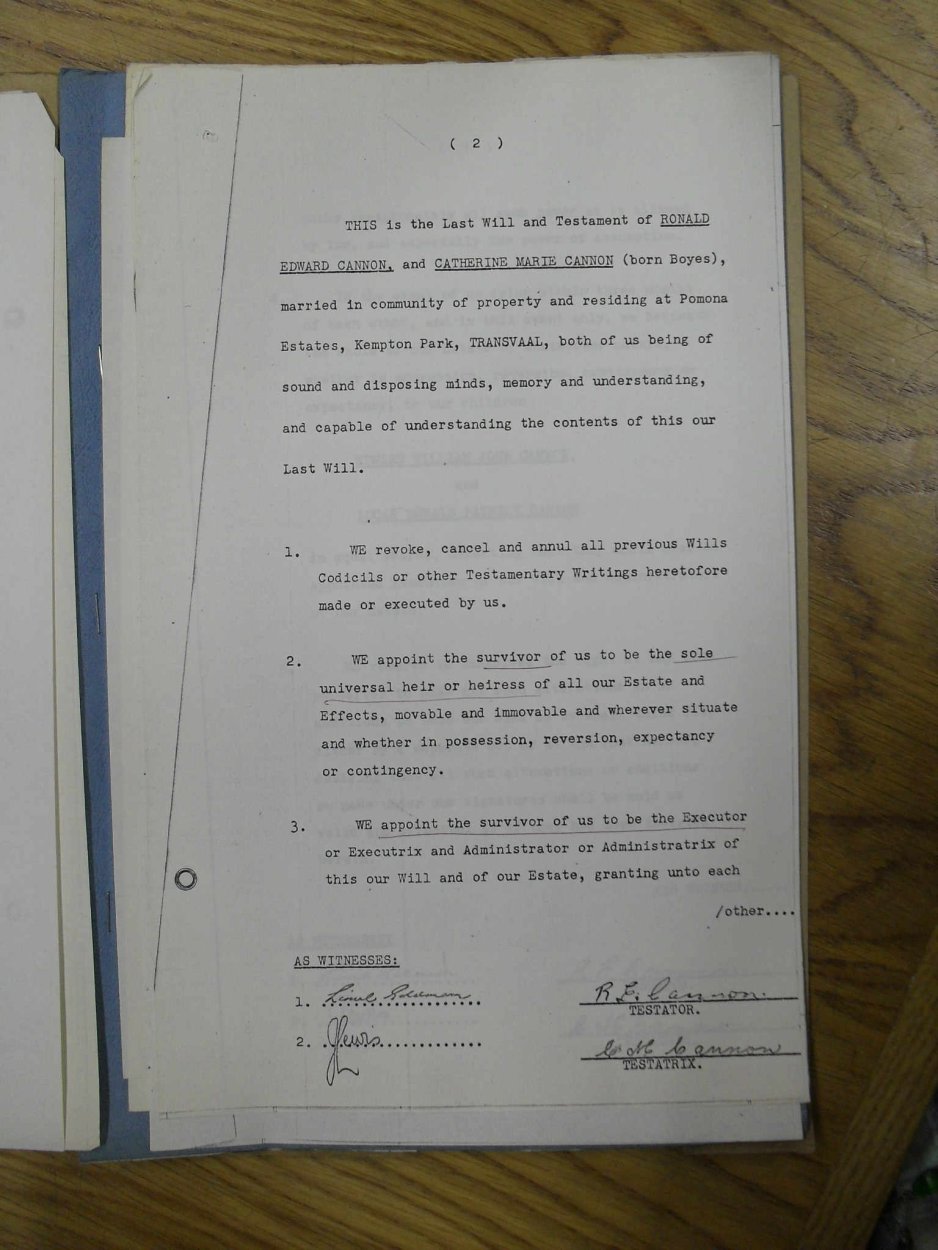 ( 2 )
THIS is the Last Will and Testament of RONALD
EDWARD CANNON, and CATHERINE MARIE CANNON (born Boyes),
married in community of property and residing at Pomona
Estates, Kempton Park, TRANSVAAL, both of us being of
sound and disposing minds, memory and understanding,
and capable of understanding the contents of this our
Last Will.
1. WE revoke, cancel and annul all previous Wills
Codicils or other Testamentary Writings heretofore
made or executed by us.
2. WE appoint the survivor of us to be the sole
universal heir or heiress of all our Estate and
Effects, movable and immovable and wherever situate
and whether in possession, reversion, expectancy
or contingency.
3. WE appoint the survivor of us to be the Executor
or Executrix and Administrator or Administratrix of
this our Will and of our Estate, granting unto each
/other....
AS WITNESSES:
1. Lionel Goldman
R E Cannon.
TESTATOR.
2. JLewis
C M Cannon
TESTATRIX.